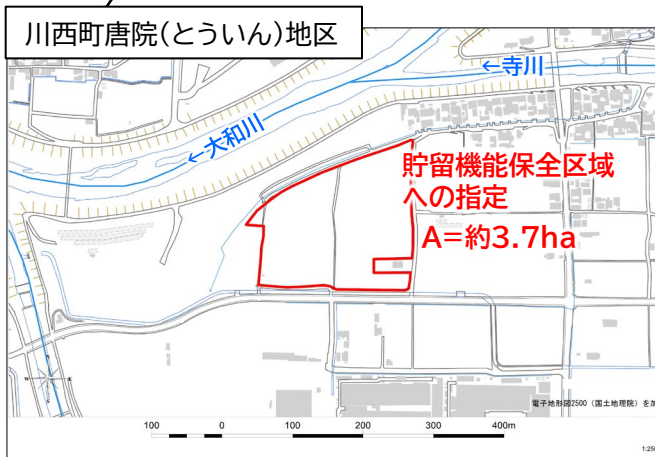 川西町唐院(とういん)地区
←寺川
←大和川
貯留機能保全区域
への指定
A=約3.7ha
電子地形図2500（国土地理院）を加
100 0 100 200 300 400m